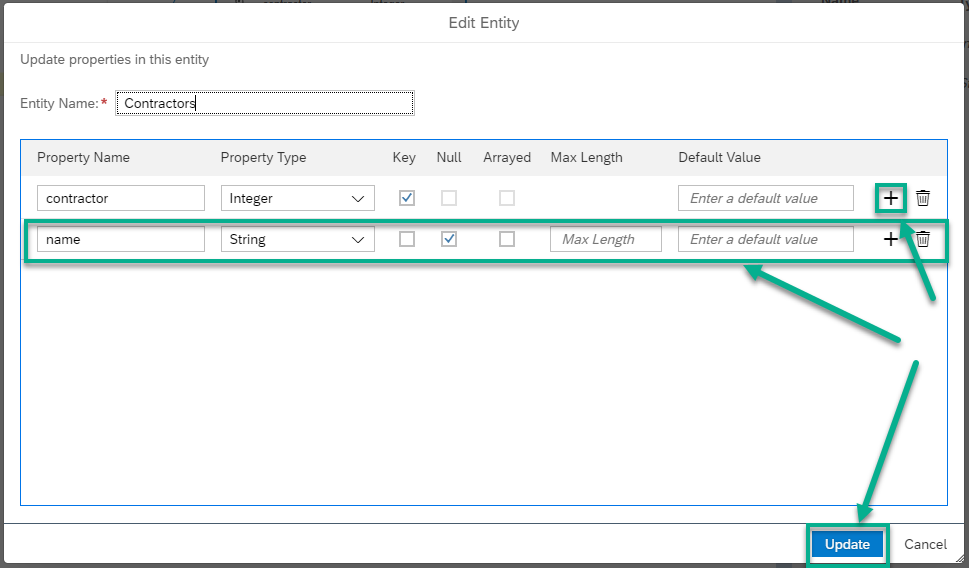 Edit Entity
Update properties in this entity
Entity Name:* Contractors
Property Name Property Type Key Null Arrayed Max Length Default Value
contractor Integer Enter a default value
name String Max Length Enter a default value
Update Cancel